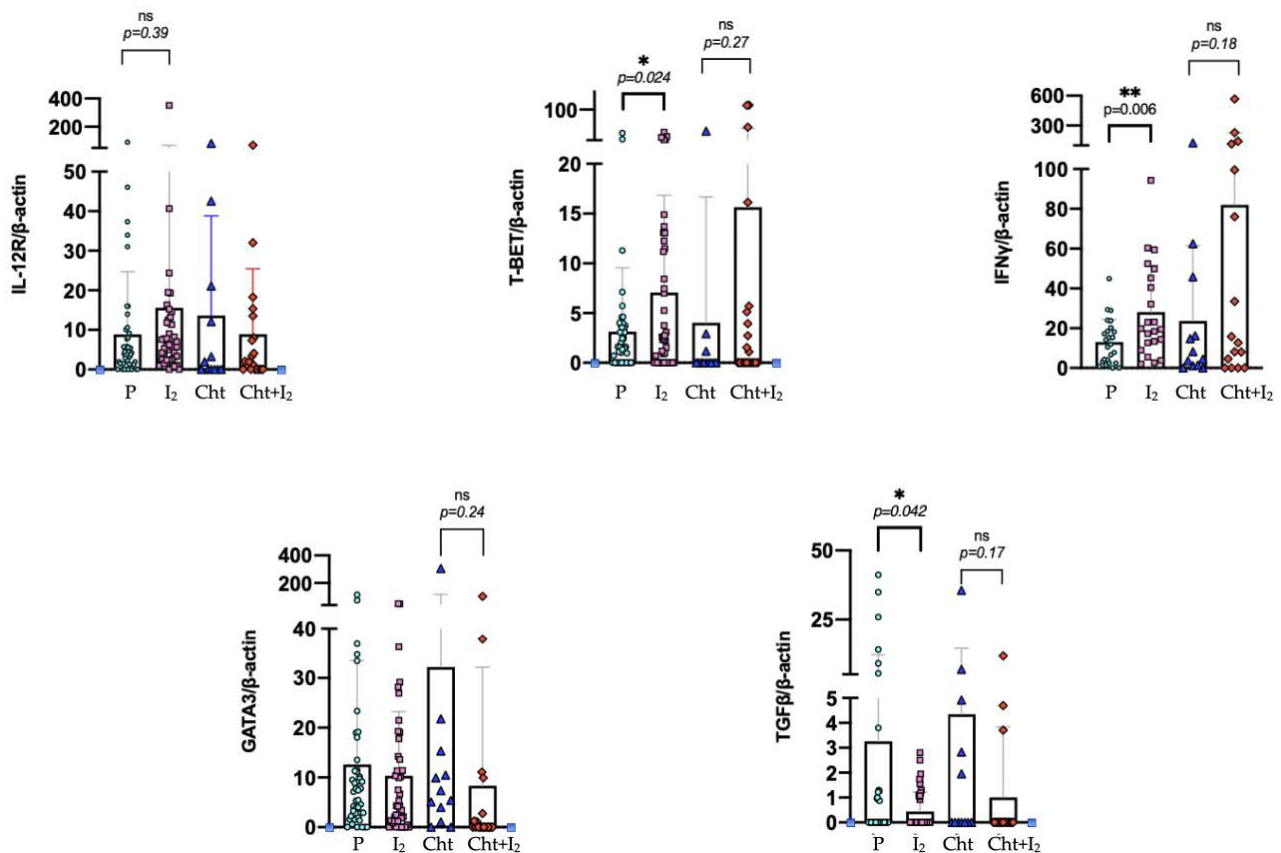 ns
p=0.39
400
200
50
40
30
20
10
0
IL-12R/β-actin
P I₂ Cht Cht+I₂
*
p=0.024
ns
p=0.27
100
20
15
10
5
0
T-BET/β-actin
P I₂ Cht Cht+I₂
**
p=0.006
ns
p=0.18
600
300
100
80
60
40
20
0
IFNγ/β-actin
P I₂ Cht Cht+I₂
ns
p=0.24
400
200
40
30
20
10
0
GATA3/β-actin
P I₂ Cht Cht+I₂
*
p=0.042
ns
p=0.17
50
25
5
4
3
2
1
0
TGFβ/β-actin
P I₂ Cht Cht+I₂